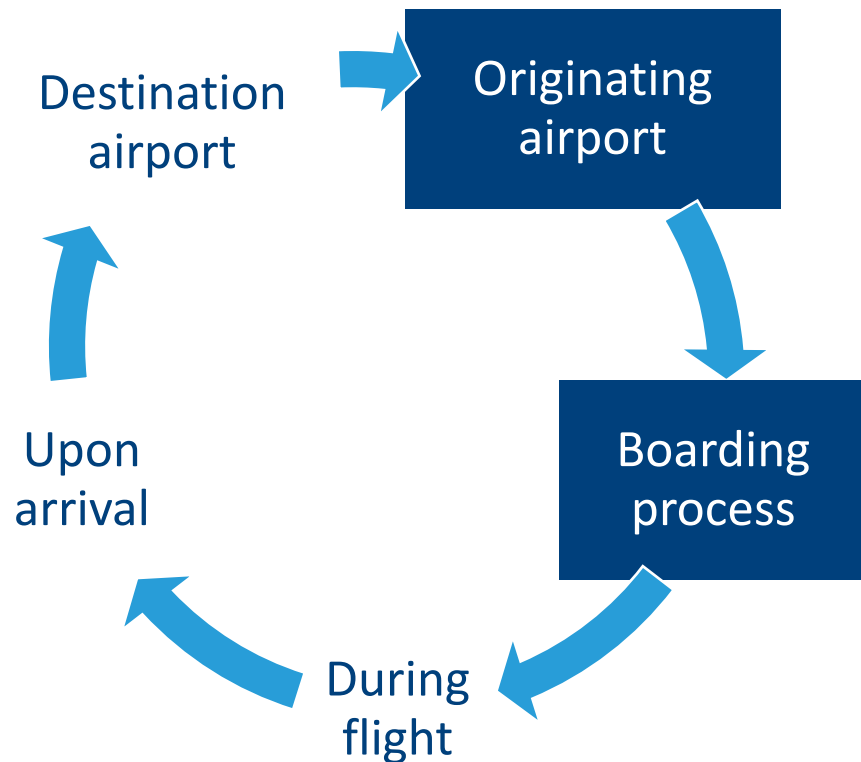 Destination
airport
Originating
airport
Boarding
process
During
flight
Upon
arrival